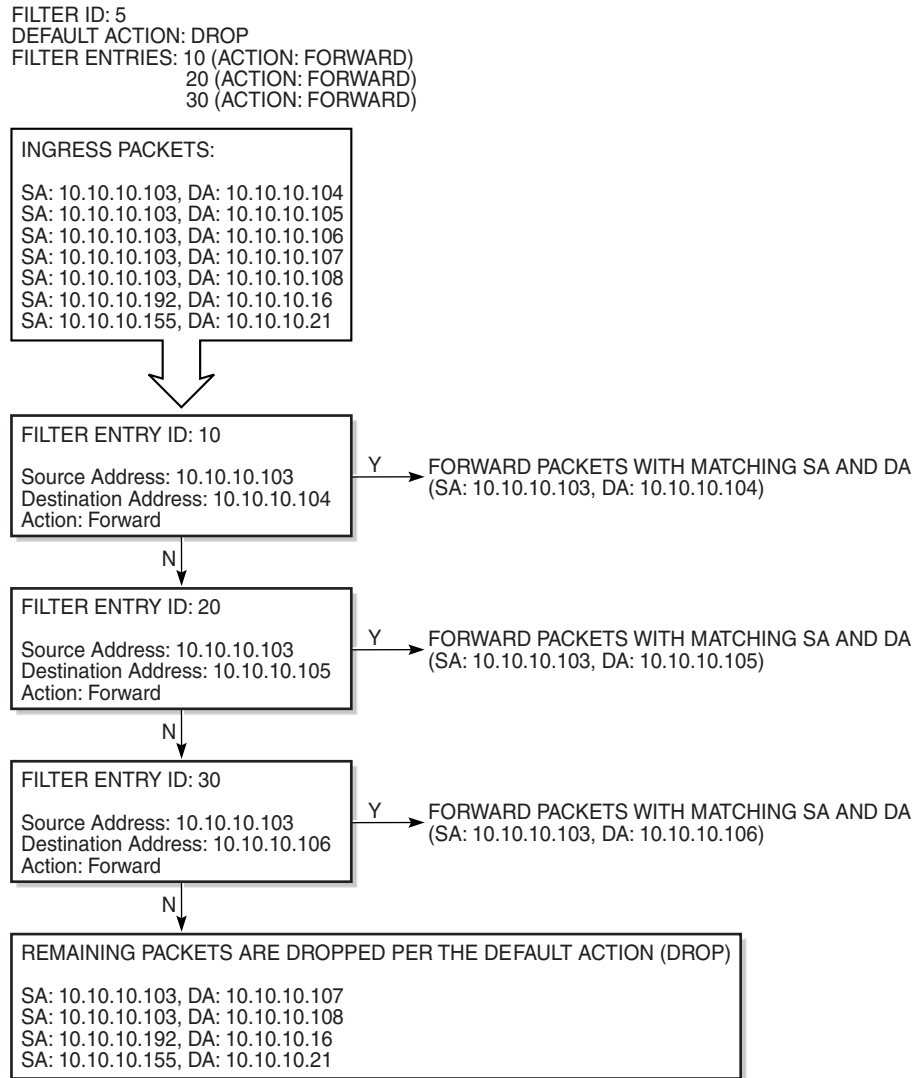 FILTER ID: 5
DEFAULT ACTION: DROP
FILTER ENTRIES: 10 (ACTION: FORWARD)
20 (ACTION: FORWARD)
30 (ACTION: FORWARD)
INGRESS PACKETS:
SA: 10.10.10.103, DA: 10.10.10.104
SA: 10.10.10.103, DA: 10.10.10.105
SA: 10.10.10.103, DA: 10.10.10.106
SA: 10.10.10.103, DA: 10.10.10.107
SA: 10.10.10.103, DA: 10.10.10.108
SA: 10.10.10.192, DA: 10.10.10.16
SA: 10.10.10.155, DA: 10.10.10.21
FILTER ENTRY ID: 10
Source Address: 10.10.10.103
Destination Address: 10.10.10.104
Action: Forward
Y
FORWARD PACKETS WITH MATCHING SA AND DA
(SA: 10.10.10.103, DA: 10.10.10.104)
N
FILTER ENTRY ID: 20
Source Address: 10.10.10.103
Destination Address: 10.10.10.105
Action: Forward
Y
FORWARD PACKETS WITH MATCHING SA AND DA
(SA: 10.10.10.103, DA: 10.10.10.105)
N
FILTER ENTRY ID: 30
Source Address: 10.10.10.103
Destination Address: 10.10.10.106
Action: Forward
Y
FORWARD PACKETS WITH MATCHING SA AND DA
(SA: 10.10.10.103, DA: 10.10.10.106)
N
REMAINING PACKETS ARE DROPPED PER THE DEFAULT ACTION (DROP)
SA: 10.10.10.103, DA: 10.10.10.107
SA: 10.10.10.103, DA: 10.10.10.108
SA: 10.10.10.192, DA: 10.10.10.16
SA: 10.10.10.155, DA: 10.10.10.21